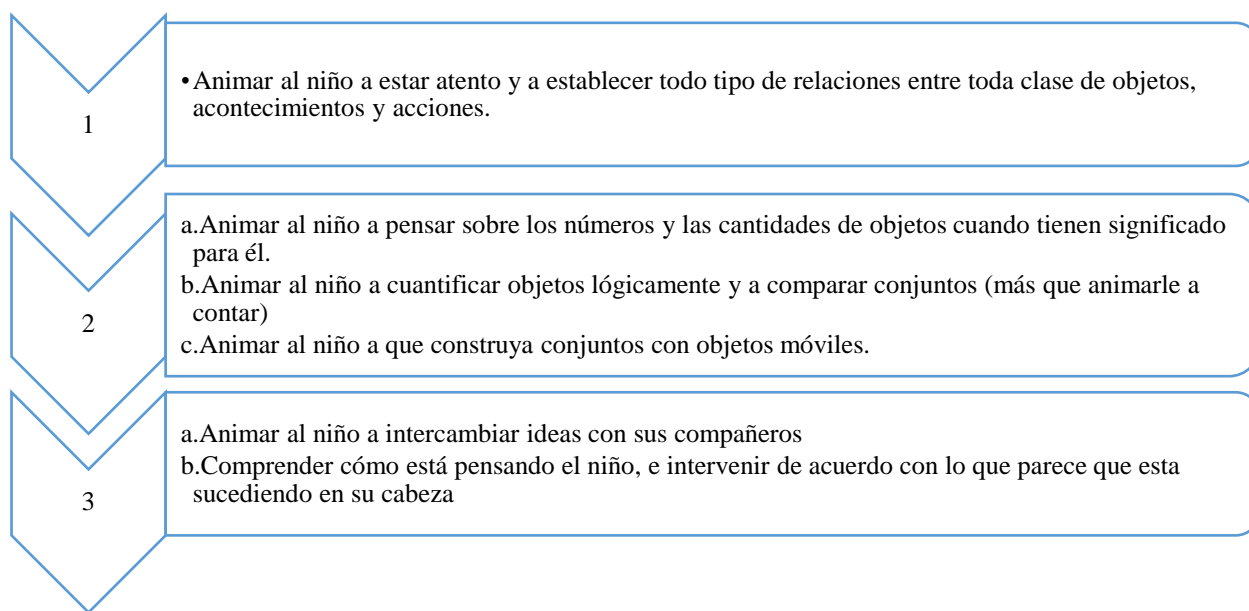 1
•Animar al niño a estar atento y a establecer todo tipo de relaciones entre toda clase de objetos,
acontecimientos y acciones.
2
a.Animar al niño a pensar sobre los números y las cantidades de objetos cuando tienen significado
para él.
b.Animar al niño a cuantificar objetos lógicamente y a comparar conjuntos (más que animarle a
contar)
c.Animar al niño a que construya conjuntos con objetos móviles.
3
a.Animar al niño a intercambiar ideas con sus compañeros
b.Comprender cómo está pensando el niño, e intervenir de acuerdo con lo que parece que esta
sucediendo en su cabeza